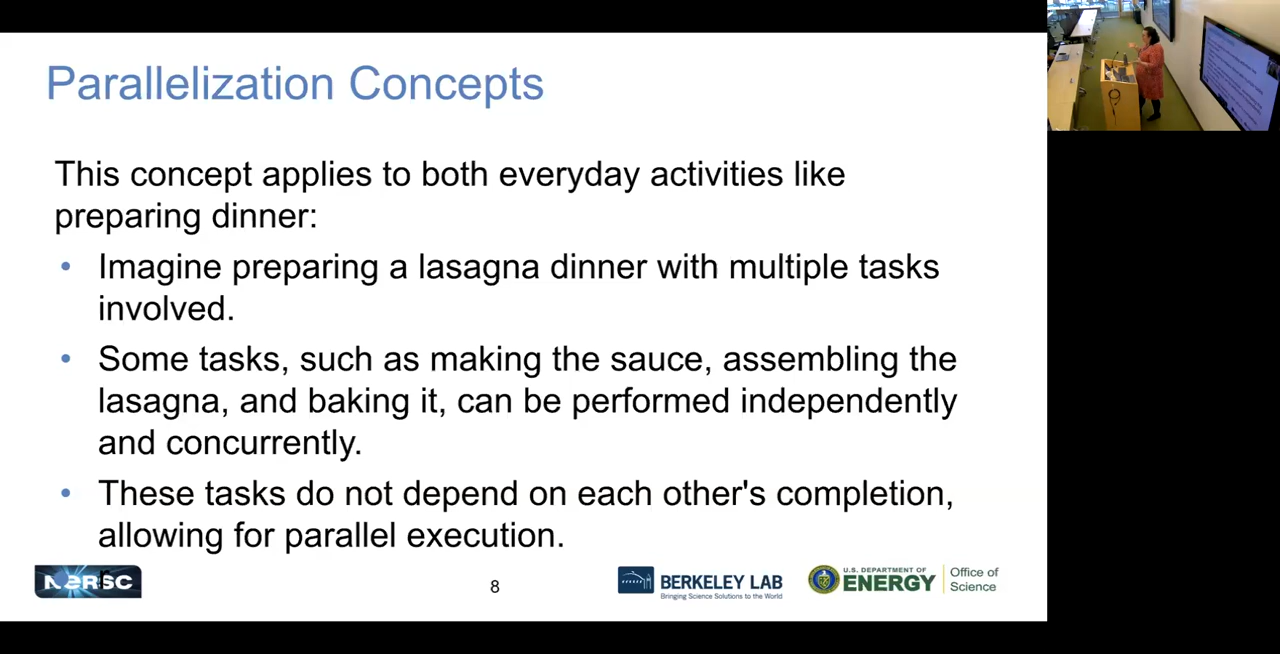 Parallelization Concepts
This concept applies to both everyday activities like
preparing dinner:
• Imagine preparing a lasagna dinner with multiple tasks
involved.
• Some tasks, such as making the sauce, assembling the
lasagna, and baking it, can be performed independently
and concurrently.
• These tasks do not depend on each other's completion,
allowing for parallel execution.
NERSC
8
BERKELEY LAB
Bringing Science Solutions to the World
U.S. DEPARTMENT OF
ENERGY
Office of
Science